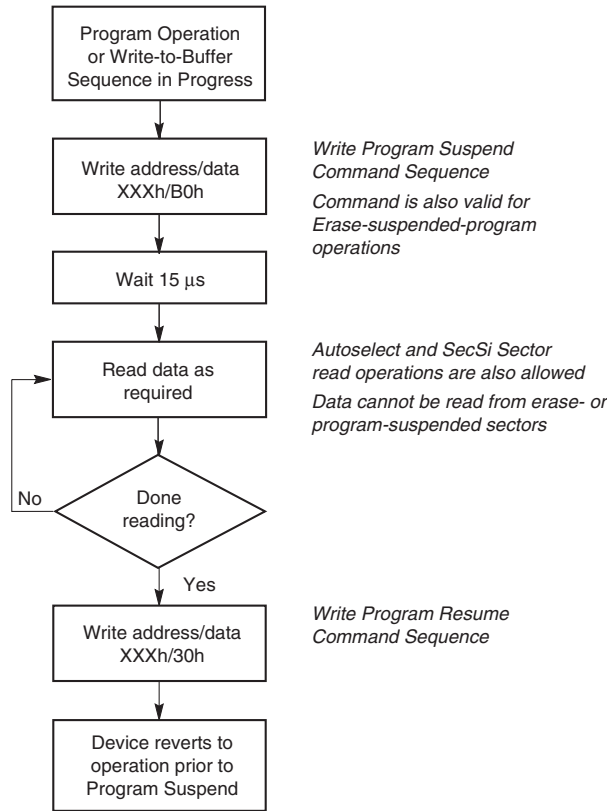 Program Operation
or Write-to-Buffer
Sequence in Progress
Write address/data
XXXh/B0h
Write Program Suspend
Command Sequence
Command is also valid for
Erase-suspended-program
operations
Wait 15 μs
Read data as
required
Autoselect and SecSi Sector
read operations are also allowed
Data cannot be read from erase- or
program-suspended sectors
No
Done
reading?
Yes
Write address/data
XXXh/30h
Write Program Resume
Command Sequence
Device reverts to
operation prior to
Program Suspend